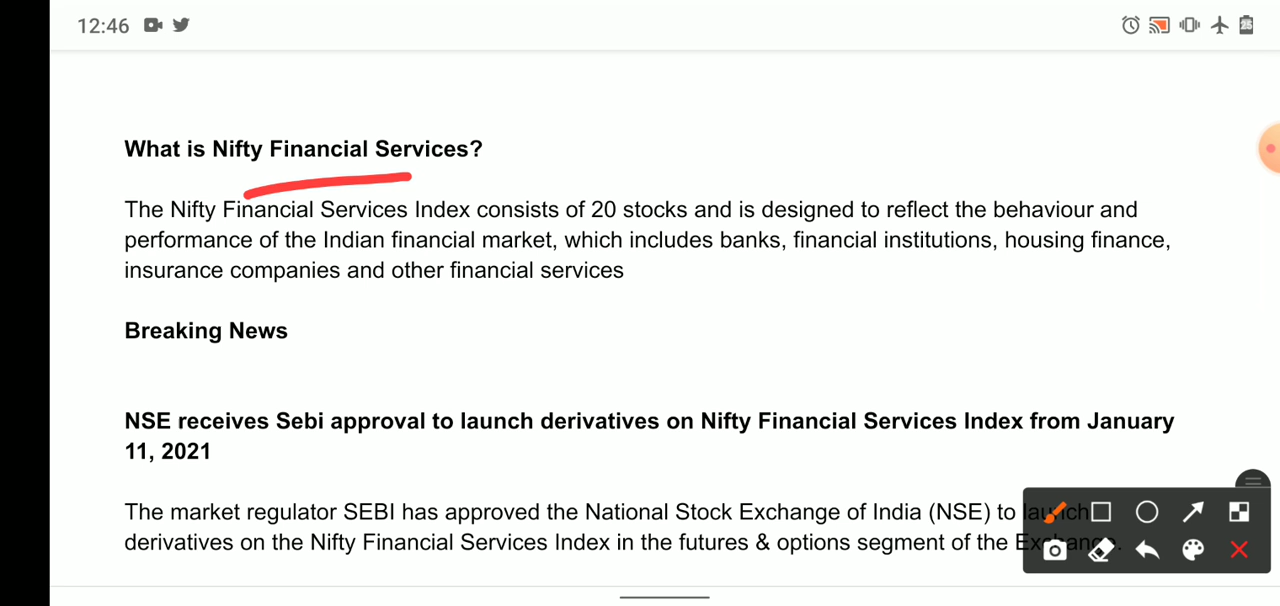 12:46
25
What is Nifty Financial Services?
The Nifty Financial Services Index consists of 20 stocks and is designed to reflect the behaviour and
performance of the Indian financial market, which includes banks, financial institutions, housing finance,
insurance companies and other financial services
Breaking News
NSE receives Sebi approval to launch derivatives on Nifty Financial Services Index from January
11, 2021
The market regulator SEBI has approved the National Stock Exchange of India (NSE) to launch
derivatives on the Nifty Financial Services Index in the futures & options segment of the Exchange.